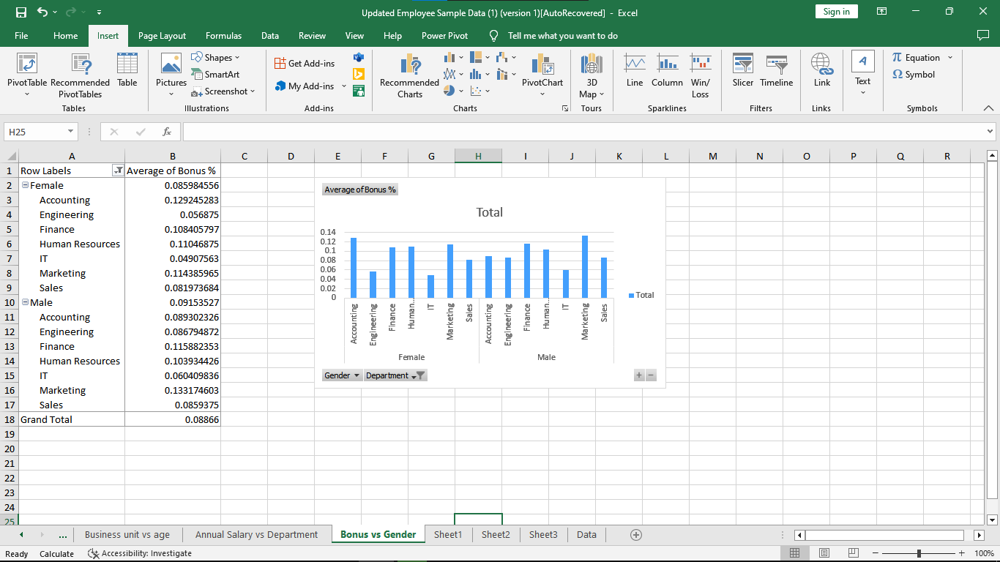 Updated Employee Sample Data (1) (version 1)[AutoRecovered] - Excel
Sign in
File Home Insert Page Layout Formulas Data Review View Help Power Pivot Tell me what you want to do
PivotTable Recommended PivotTables Table
Tables
Pictures Shapes SmartArt Screenshot
Illustrations
Get Add-ins
My Add-ins
Add-ins
Recommended Charts PivotChart
Charts
3D Map
Tours
Line Column Win/ Loss
Sparklines
Slicer Timeline
Filters
Link
Links
A
Text
π Equation
Ω Symbol
Symbols
H25 fx
A B C D E F G H I J K L M N O P Q R
1 Row Labels Average of Bonus %
2 Female 0.085984556
3 Accounting 0.129245283
4 Engineering 0.056875
5 Finance 0.108405797
6 Human Resources 0.11046875
7 IT 0.04907563
8 Marketing 0.114385965
9 Sales 0.081973684
10 Male 0.09153527
11 Accounting 0.089302326
12 Engineering 0.086794872
13 Finance 0.115882353
14 Human Resources 0.103934426
15 IT 0.060409836
16 Marketing 0.133174603
17 Sales 0.0859375
18 Grand Total 0.08866
19
20
21
22
23
24
25
Average of Bonus %
Total
0.14
0.12
0.1
0.08
0.06
0.04
0.02
0
Accounting Engineering Finance Human... IT Marketing Sales Accounting Engineering Finance Human... IT Marketing Sales
Female Male
Total
Gender Department
+ −
... Business unit vs age Annual Salary vs Department Bonus vs Gender Sheet1 Sheet2 Sheet3 Data
Ready Calculate Accessibility: Investigate 100%